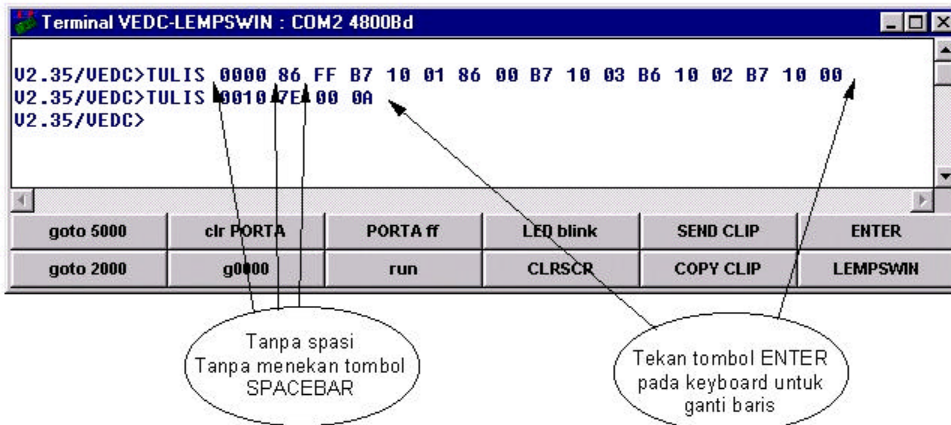 Terminal VEDC-LEMPSWIN : COM2 4800Bd
V2.35/VEDC>TULIS 0000 86 FF B7 10 01 86 00 B7 10 03 B6 10 02 B7 10 00
V2.35/VEDC>TULIS 0010 7E 00 0A
V2.35/VEDC>
goto 5000 clr PORTA PORTA ff LED blink SEND CLIP ENTER
goto 2000 g0000 run CLRSCR COPY CLIP LEMPSWIN
Tanpa spasi
Tanpa menekan tombol
SPACEBAR
Tekan tombol ENTER
pada keyboard untuk
ganti baris